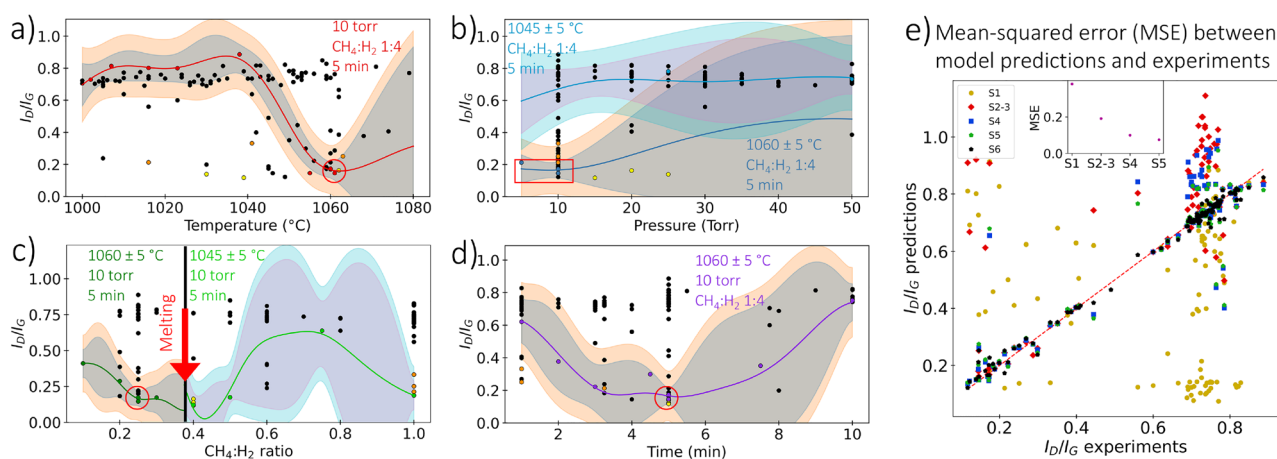 a)
10 torr
CH₄:H₂ 1:4
5 min
I_D/I_G
1.0
0.8
0.6
0.4
0.2
0.0
1000 1020 1040 1060 1080
Temperature (°C)
b)
1045 ± 5 °C
CH₄:H₂ 1:4
5 min
1060 ± 5 °C
CH₄:H₂ 1:4
5 min
I_D/I_G
1.0
0.8
0.6
0.4
0.2
0.0
10 20 30 40 50
Pressure (Torr)
c)
1060 ± 5 °C
10 torr
5 min
1045 ± 5 °C
10 torr
5 min
Melting
I_D/I_G
1.00
0.75
0.50
0.25
0.00
0.2 0.4 0.6 0.8 1.0
CH₄:H₂ ratio
d)
1060 ± 5 °C
10 torr
CH₄:H₂ 1:4
I_D/I_G
1.0
0.8
0.6
0.4
0.2
0.0
2 4 6 8 10
Time (min)
e) Mean-squared error (MSE) between
model predictions and experiments
S1
S2-3
S4
S5
S6
MSE
0.2
0.0
S1 S2-3 S4 S5
I_D/I_G predictions
1.0
0.8
0.6
0.4
0.2
0.2 0.4 0.6 0.8
I_D/I_G experiments